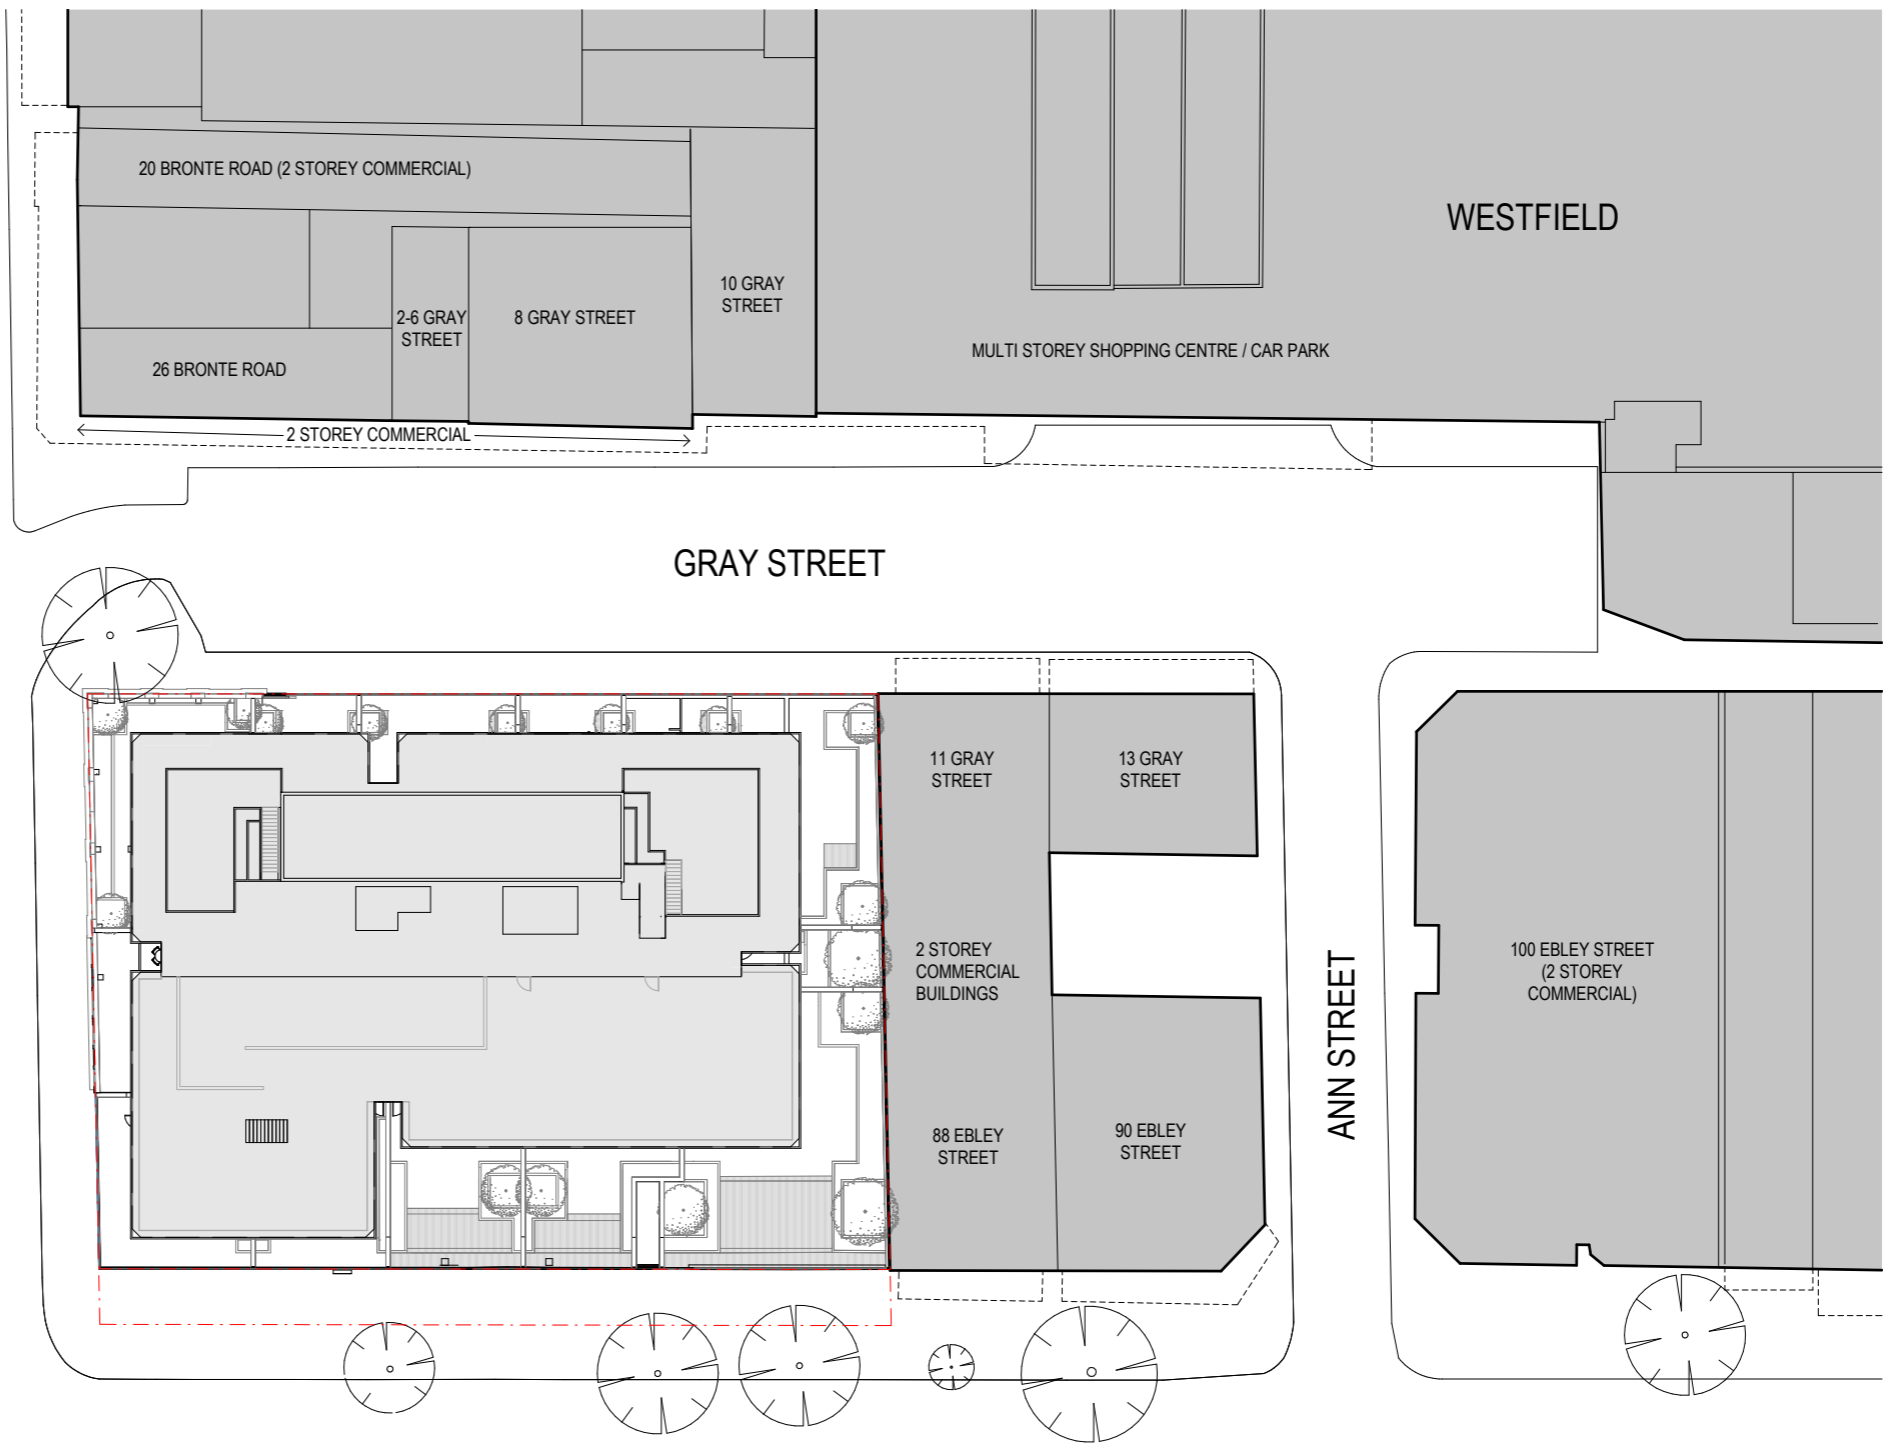 20 BRONTE ROAD (2 STOREY COMMERCIAL)
WESTFIELD
10 GRAY
STREET
2-6 GRAY
STREET
8 GRAY STREET
26 BRONTE ROAD
MULTI STOREY SHOPPING CENTRE / CAR PARK
2 STOREY COMMERCIAL
GRAY STREET
11 GRAY
STREET
13 GRAY
STREET
2 STOREY
COMMERCIAL
BUILDINGS
100 EBLEY STREET
(2 STOREY
COMMERCIAL)
ANN STREET
88 EBLEY
STREET
90 EBLEY
STREET